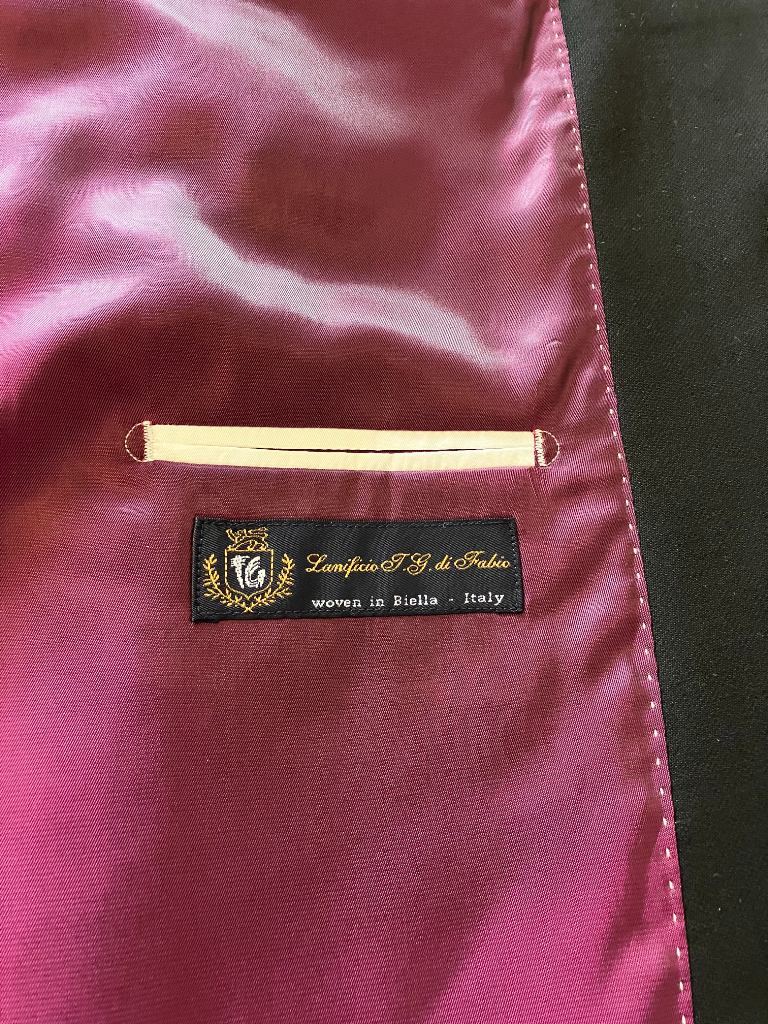 TG
Lanificio T.G. di Fabio
woven in Biella - Italy